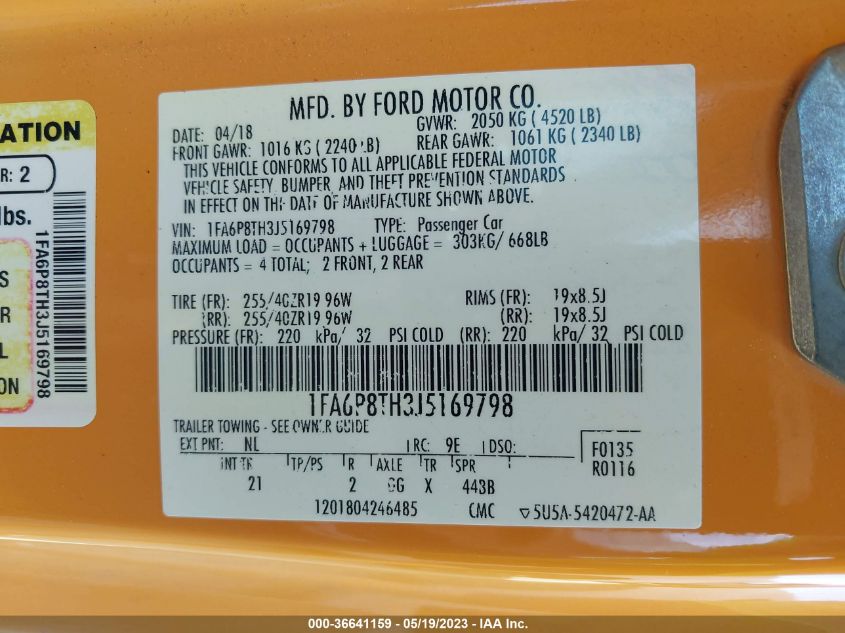 ATION
R: 2
lbs.
1FA6P8TH3J5169798
S
R
L
ON
MFD. BY FORD MOTOR CO.
DATE: 04/18 GVWR: 2050 KG ( 4520 LB)
FRONT GAWR: 1016 KG ( 2240 LB) REAR GAWR: 1061 KG ( 2340 LB)
THIS VEHICLE CONFORMS TO ALL APPLICABLE FEDERAL MOTOR
VEHICLE SAFETY, BUMPER, AND THEFT PREVENTION STANDARDS
IN EFFECT ON THE DATE OF MANUFACTURE SHOWN ABOVE.
VIN: 1FA6P8TH3J5169798 TYPE: Passenger Car
MAXIMUM LOAD = OCCUPANTS + LUGGAGE = 303KG/ 668LB
OCCUPANTS = 4 TOTAL; 2 FRONT, 2 REAR
TIRE (FR): 255/40ZR19 96W RIMS (FR): 19x8.5J
(RR): 255/40ZR19 96W (RR): 19x8.5J
PRESSURE (FR): 220 kPa/ 32 PSI COLD (RR): 220 kPa/ 32 PSI COLD
1FA6P8TH3J5169798
TRAILER TOWING - SEE OWNER GUIDE
EXT PNT: NL RC: 9E DSO: F0135
R0116
INT TR TP/PS R AXLE TR SPR
21 2 GG X 443B
1201804246485 CMC ▽5U5A-5420472-AA
000-36641159 - 05/19/2023 - IAA Inc.